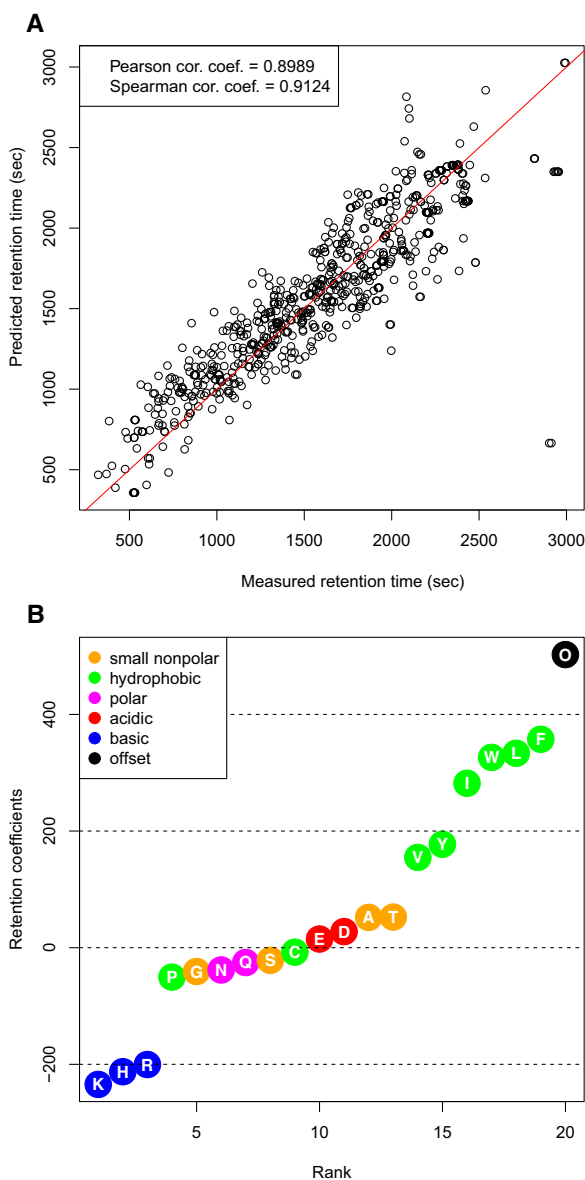 A
Pearson cor. coef. = 0.8989
Spearman cor. coef. = 0.9124
Predicted retention time (sec)
3000
2500
2000
1500
1000
500
500 1000 1500 2000 2500 3000
Measured retention time (sec)
B
small nonpolar
hydrophobic
polar
acidic
basic
offset
Retention coefficients
400
200
0
−200
K H R P G N Q S C E D A T V Y I W L F O
5 10 15 20
Rank